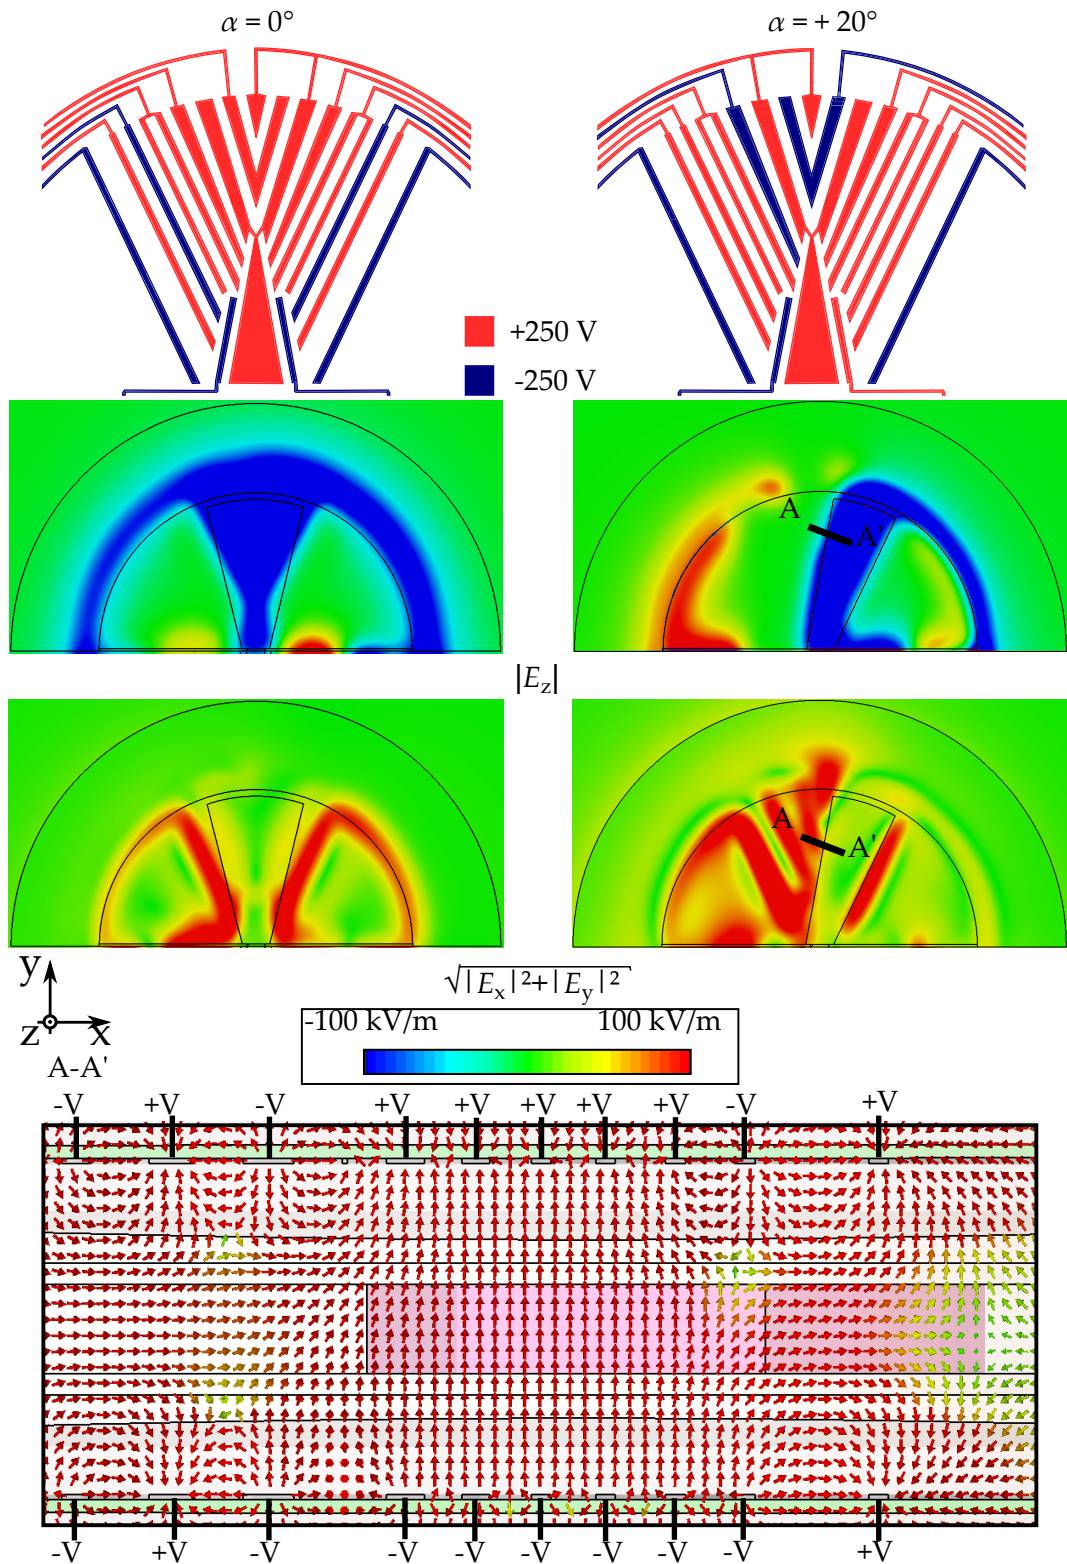 α = 0°
α = + 20°
+250 V
-250 V
A
A'
|E_z|
A
A'
√|E_x|²+|E_y|²
y
z
x
-100 kV/m
100 kV/m
A-A'
-V +V -V +V +V +V +V +V -V +V
-V +V -V -V -V -V -V -V -V +V